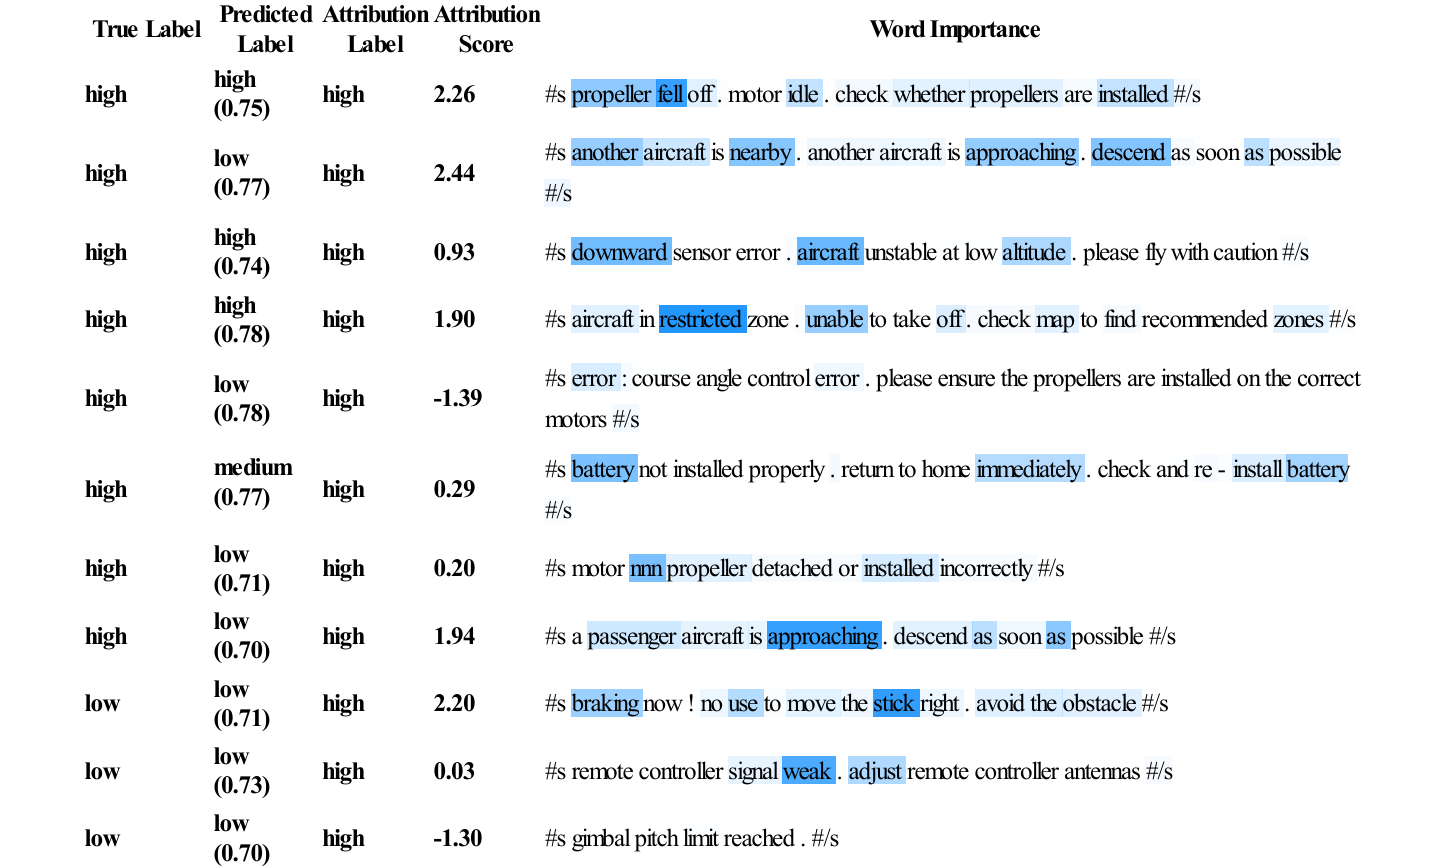 True Label Predicted Label Attribution Label Attribution Score Word Importance
high high (0.75) high 2.26 #s propeller fell off . motor idle . check whether propellers are installed #/s
high low (0.77) high 2.44 #s another aircraft is nearby . another aircraft is approaching . descend as soon as possible
#/s
high high (0.74) high 0.93 #s downward sensor error . aircraft unstable at low altitude . please fly with caution #/s
high high (0.78) high 1.90 #s aircraft in restricted zone . unable to take off . check map to find recommended zones #/s
high low (0.78) high -1.39 #s error : course angle control error . please ensure the propellers are installed on the correct
motors #/s
high medium (0.77) high 0.29 #s battery not installed properly . return to home immediately . check and re - install battery
#/s
high low (0.71) high 0.20 #s motor nnn propeller detached or installed incorrectly #/s
high low (0.70) high 1.94 #s a passenger aircraft is approaching . descend as soon as possible #/s
low low (0.71) high 2.20 #s braking now ! no use to move the stick right . avoid the obstacle #/s
low low (0.73) high 0.03 #s remote controller signal weak . adjust remote controller antennas #/s
low low (0.70) high -1.30 #s gimbal pitch limit reached . #/s